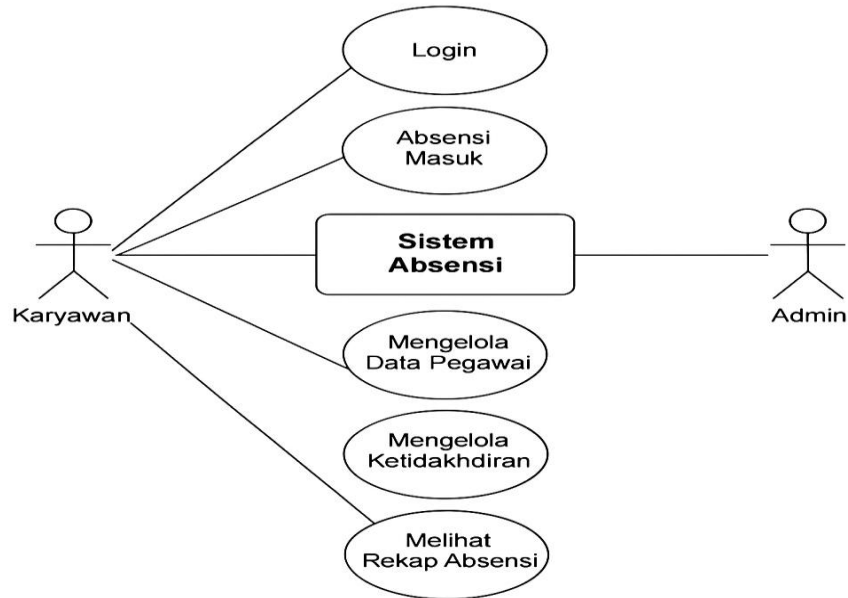 Login
Absensi
Masuk
Sistem
Absensi
Karyawan
Admin
Mengelola
Data Pegawai
Mengelola
Ketidakhdiran
Melihat
Rekap Absensi